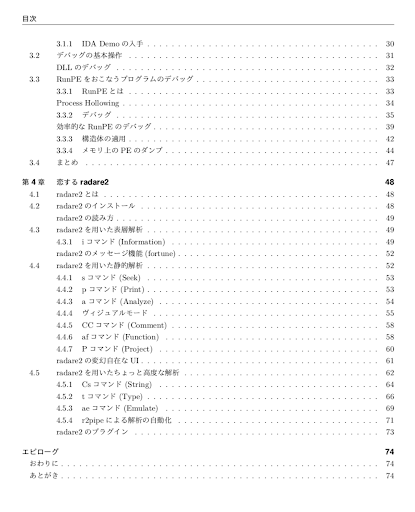 目次
3.1.1 IDA Demo の入手 30
3.2 デバッグの基本操作 31
DLL のデバッグ 32
3.3 RunPE をおこなうプログラムのデバッグ 33
3.3.1 RunPE とは 33
Process Hollowing 34
3.3.2 デバッグ 35
効率的な RunPE のデバッグ 39
3.3.3 構造体の適用 42
3.3.4 メモリ上の PE のダンプ 44
3.4 まとめ 47
第 4 章 恋する radare2 48
4.1 radare2 とは 48
4.2 radare2 のインストール 48
radare2 の読み方 49
4.3 radare2 を用いた表層解析 49
4.3.1 i コマンド (Information) 49
radare2 のメッセージ機能 (fortune) 52
4.4 radare2 を用いた静的解析 52
4.4.1 s コマンド (Seek) 53
4.4.2 p コマンド (Print) 53
4.4.3 a コマンド (Analyze) 54
4.4.4 ヴィジュアルモード 55
4.4.5 CC コマンド (Comment) 58
4.4.6 af コマンド (Function) 58
4.4.7 P コマンド (Project) 60
radare2 の変幻自在な UI 61
4.5 radare2 を用いたちょっと高度な解析 62
4.5.1 Cs コマンド (String) 64
4.5.2 t コマンド (Type) 66
4.5.3 ae コマンド (Emulate) 69
4.5.4 r2pipe による解析の自動化 71
radare2 のプラグイン 73
エピローグ 74
おわりに 74
あとがき 74